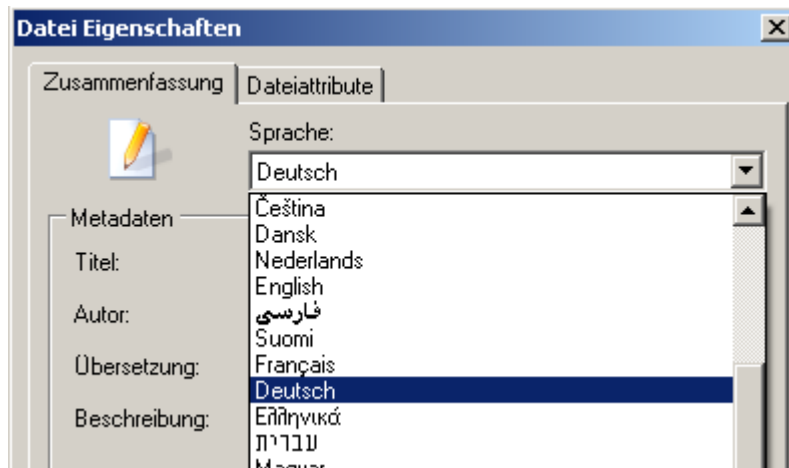 Datei Eigenschaften
Zusammenfassung Dateiattribute
Sprache:
Deutsch
Metadaten
Titel:
Autor:
Übersetzung:
Beschreibung:
Čeština
Dansk
Nederlands
English
فارسی
Suomi
Français
Deutsch
Ελληνικά
עברית
Magyar